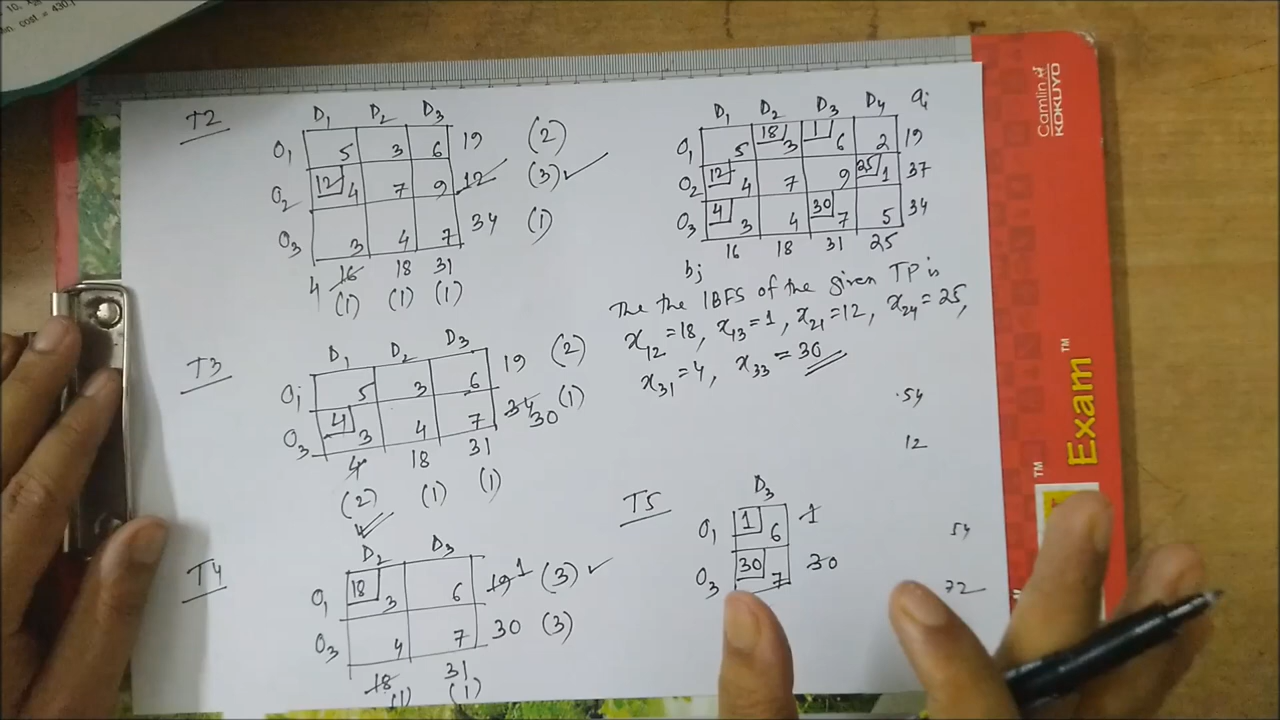 10, x
min. cost = 430,
T2
D1 D2 D3
O1 5 3 6 19 (2)
O2 12 4 7 9 12 (3) ✓
O3 3 4 7 34 (1)
4 16 18 31
(1) (1) (1)
T3
D1 D2 D3
O1 5 3 6 19 (2)
O3 4 3 4 7 34 30 (1)
4 18 31
(2) (1) (1)
T4
D2 D3
O1 18 3 6 19 1 (3) ✓
O3 4 7 30 (3)
18 31
(1) (1)
D1 D2 D3 D4 ai
O1 5 18 3 1 6 2 19
O2 12 4 7 9 25 1 37
O3 4 3 4 30 7 5 34
bj 16 18 31 25
The the IBFS of the given TP is
x12=18, x13=1, x21=12, x24=25,
x31=4, x33=30
54
12
54
72
T5
D3
O1 1 6 1
O3 30 7 30
Camlin
KOKUYO
Exam™
TM